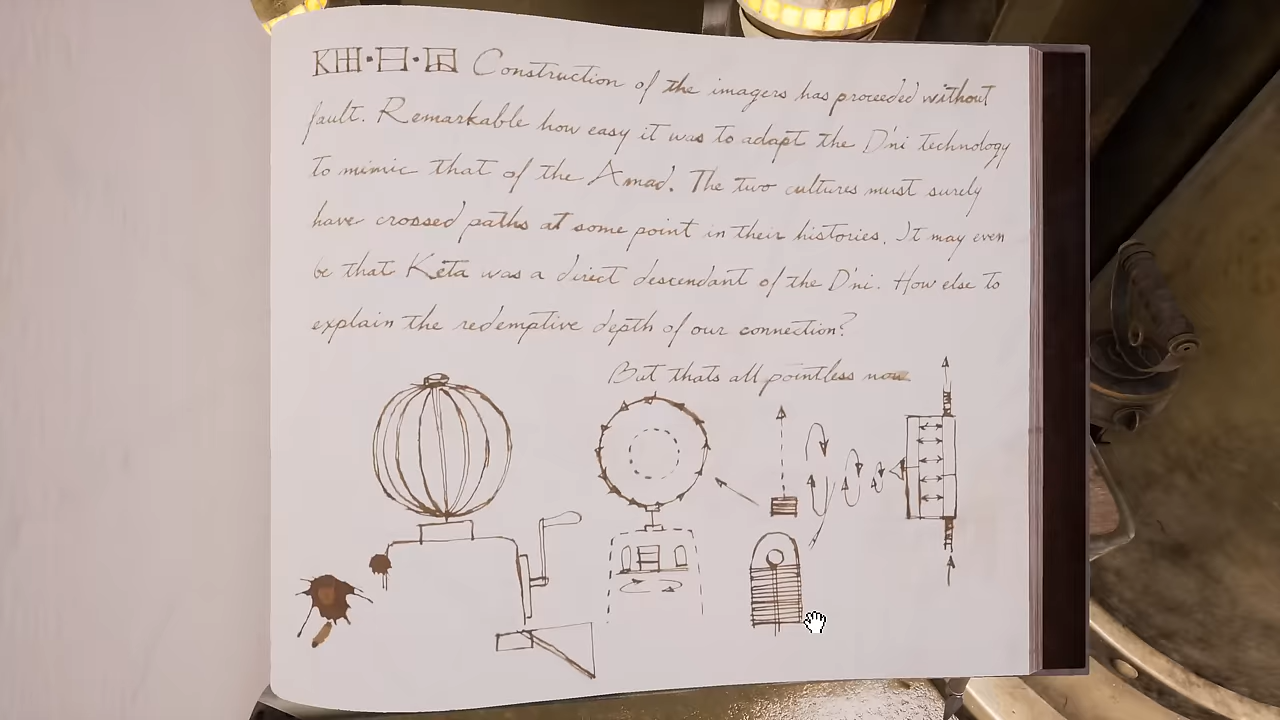 Construction of the imagers has proceeded without
fault. Remarkable how easy it was to adapt the D'ni technology
to mimic that of the Amad. The two cultures must surely
have crossed paths at some point in their histories. It may even
be that Keta was a direct descendant of the D'ni. How else to
explain the redemptive depth of our connection?
But thats all pointless now